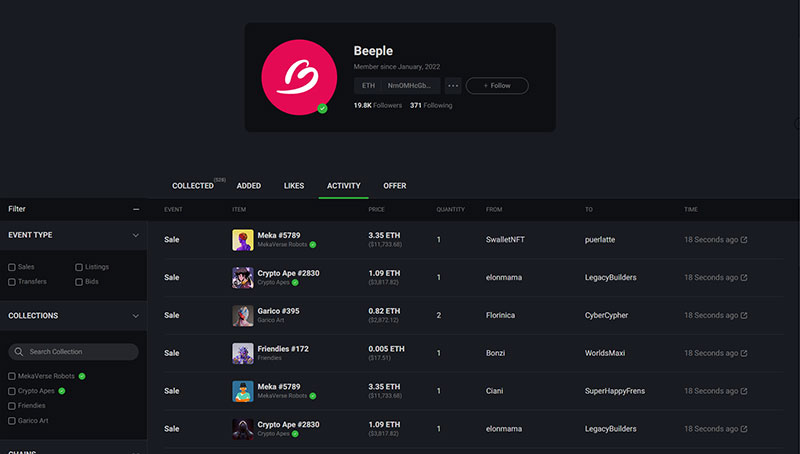 Beeple
Member since January, 2022
ETH NmOMHcGb...
+ Follow
19.8K Followers 371 Following
COLLECTED (528) ADDED LIKES ACTIVITY OFFER
Filter
EVENT TYPE
Sales Listings
Transfers Bids
COLLECTIONS
Search Collection
MekaVerse Robots
Crypto Apes
Friendies
Garico Art
CHAINS
EVENT ITEM PRICE QUANTITY FROM TO TIME
Sale Meka #5789 3.35 ETH 1 SwalletNFT puerlatte 18 Seconds ago
MekaVerse Robots ($11,733.68)
Sale Crypto Ape #2830 1.09 ETH 1 elonmama LegacyBuilders 18 Seconds ago
Crypto Apes ($3,817.82)
Sale Garico #395 0.82 ETH 2 Florinica CyberCypher 18 Seconds ago
Garico Art ($2,872.12)
Sale Friendies #172 0.005 ETH 1 Bonzi WorldsMaxi 18 Seconds ago
Friendies ($17.51)
Sale Meka #5789 3.35 ETH 1 Ciani SuperHappyFrens 18 Seconds ago
MekaVerse Robots ($11,733.68)
Sale Crypto Ape #2830 1.09 ETH 1 elonmama LegacyBuilders 18 Seconds ago
Crypto Apes ($3,817.82)